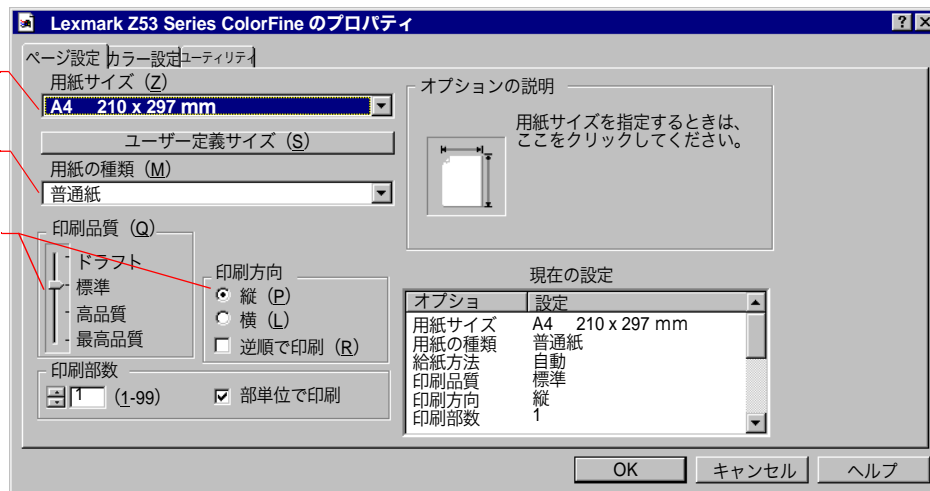 Lexmark Z53 Series ColorFine のプロパティ
ページ設定 カラー設定 ユーティリティ
用紙サイズ (Z)
A4 210 x 297 mm
ユーザー定義サイズ (S)
用紙の種類 (M)
普通紙
印刷品質 (Q)
ドラフト
標準
高品質
最高品質
印刷方向
縦 (P)
横 (L)
逆順で印刷 (R)
印刷部数
1 (1-99)
部単位で印刷
オプションの説明
用紙サイズを指定するときは、
ここをクリックしてください。
現在の設定
オプショ 設定
用紙サイズ A4 210 x 297 mm
用紙の種類 普通紙
給紙方法 自動
印刷品質 標準
印刷方向 縦
印刷部数 1
OK キャンセル ヘルプ